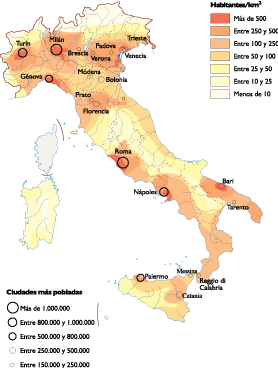 Habitantes/km²
Más de 500
Entre 250 y 500
Entre 100 y 250
Entre 50 y 100
Entre 25 y 50
Entre 10 y 25
Menos de 10
Trieste
Milán
Turín
Padova
Brescia
Verona
Venecia
Génova
Módena
Bolonia
Prato
Florencia
Roma
Nápoles
Bari
Tarento
Palermo
Messina
Reggio di
Calabria
Catania
Ciudades más pobladas
Más de 1.000.000
Entre 800.000 y 1.000.000
Entre 500.000 y 800.000
Entre 250.000 y 500.000
Entre 150.000 y 250.000